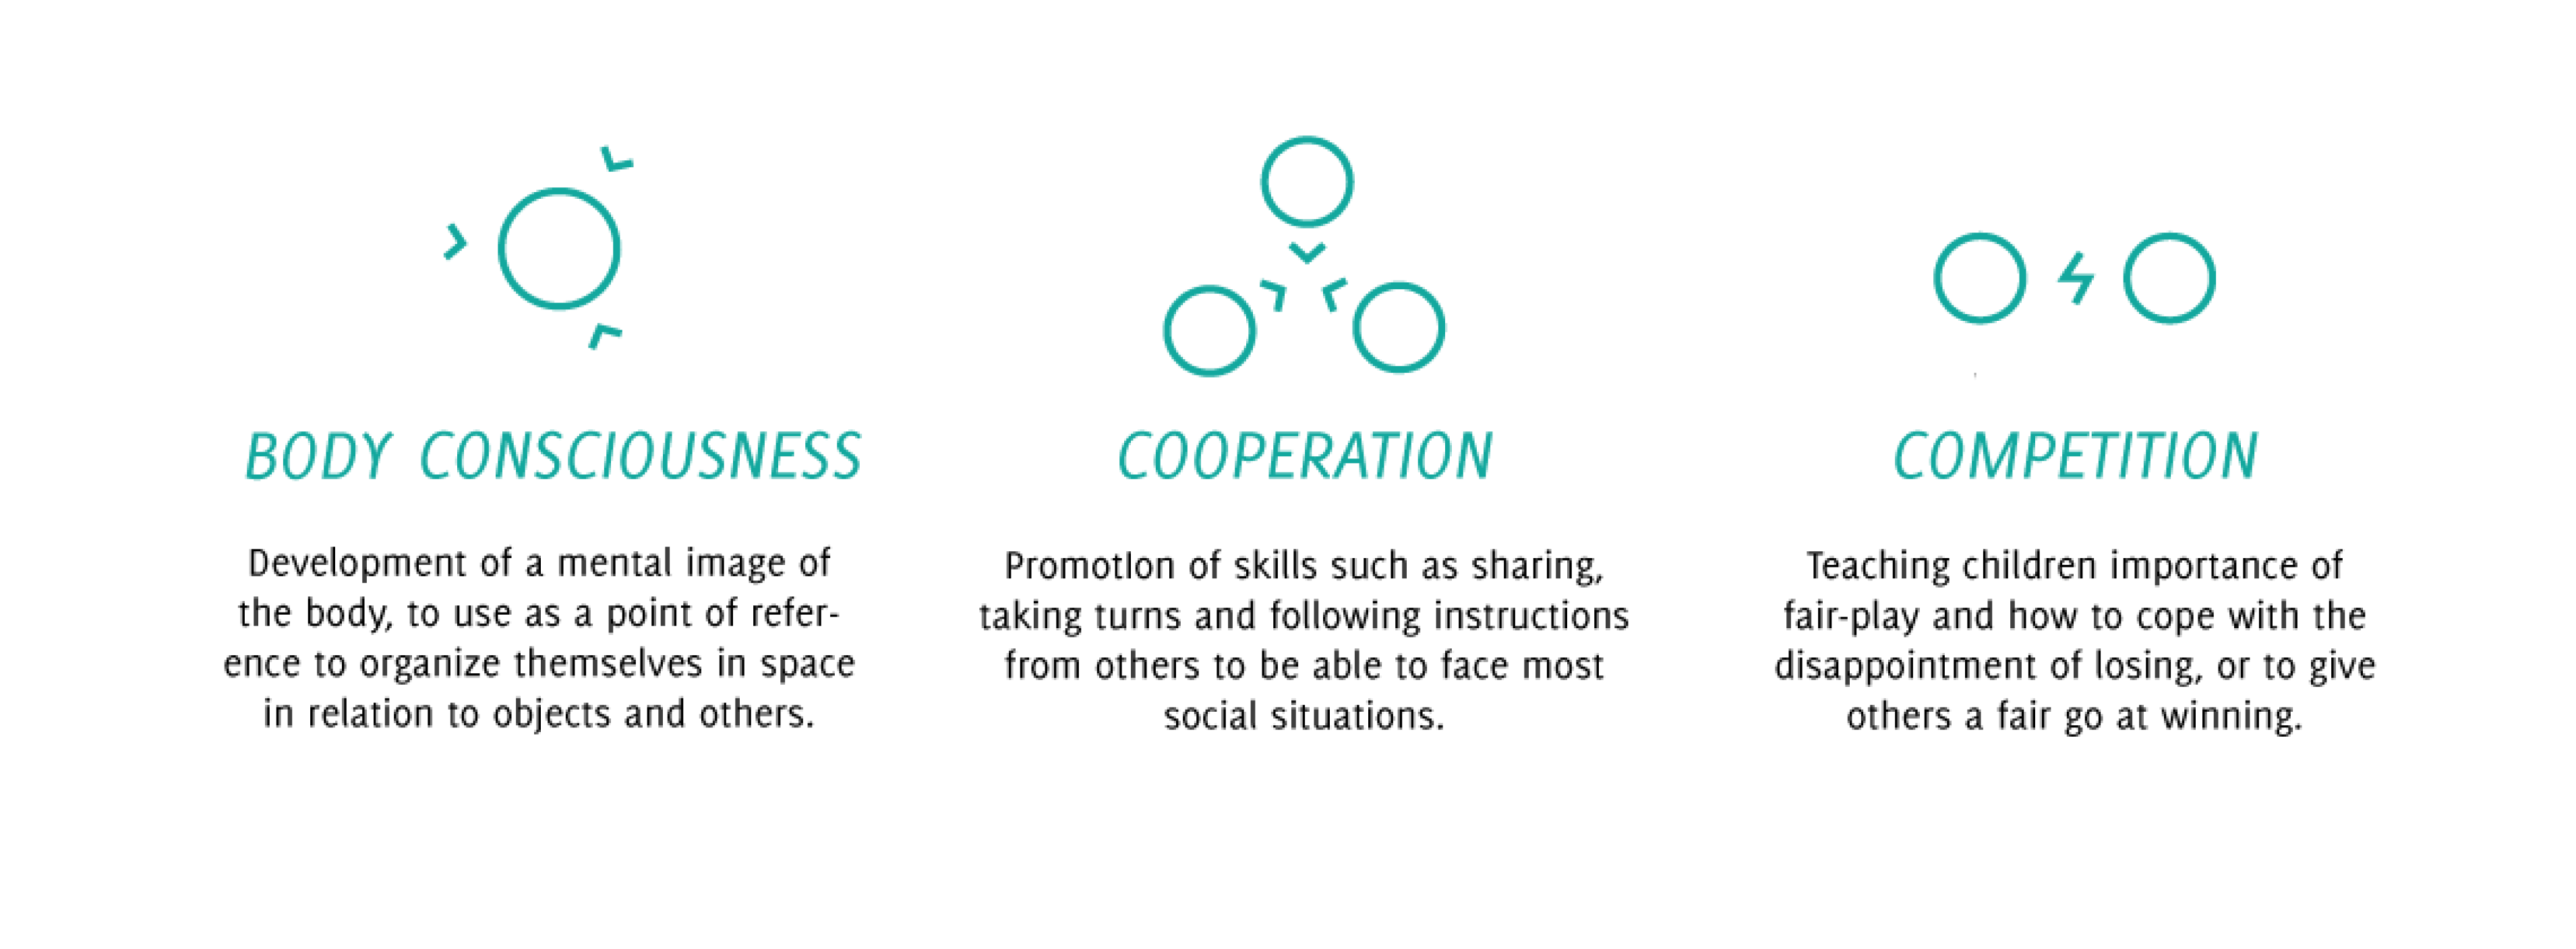 BODY CONSCIOUSNESS
Development of a mental image of
the body, to use as a point of refer-
ence to organize themselves in space
in relation to objects and others.
COOPERATION
PromotIon of skills such as sharing,
taking turns and following instructions
from others to be able to face most
social situations.
COMPETITION
Teaching children importance of
fair-play and how to cope with the
disappointment of losing, or to give
others a fair go at winning.